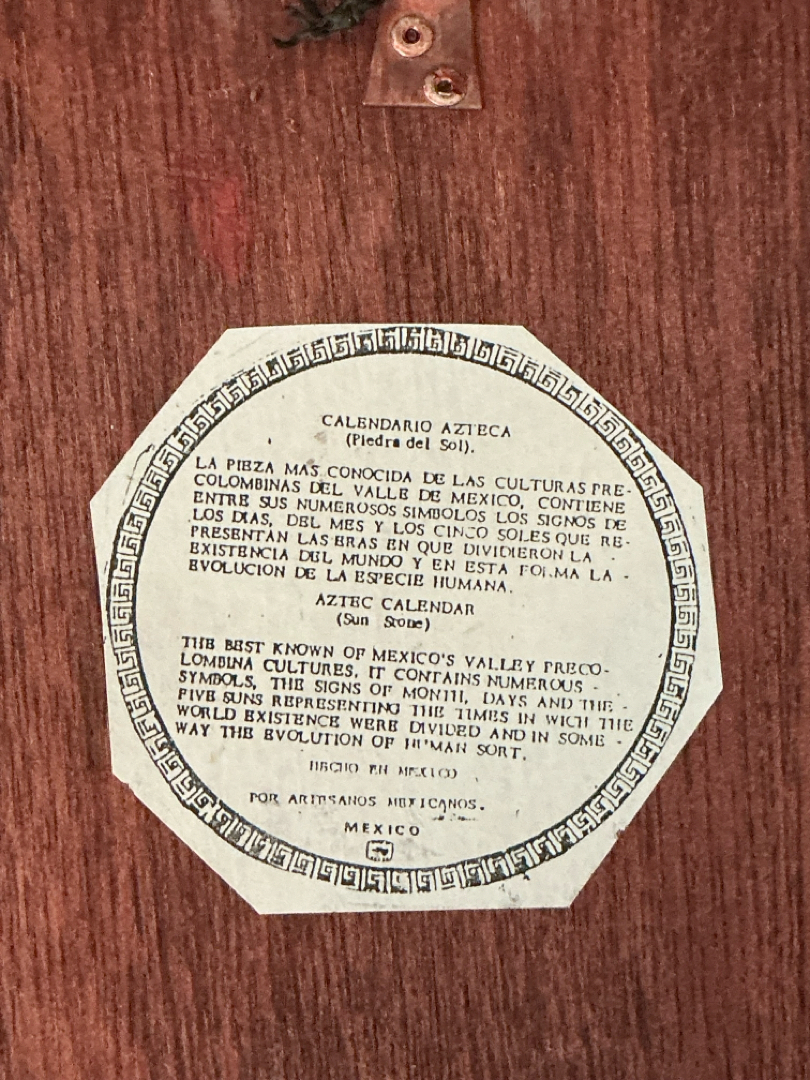 CALENDARIO AZTECA
(Piedra del Sol).
LA PIEZA MAS CONOCIDA DE LAS CULTURAS PRE-
COLOMBINAS DEL VALLE DE MEXICO, CONTIENE
ENTRE SUS NUMEROSOS SIMBOLOS LOS SIGNOS DE
LOS DIAS, DEL MES Y LOS CINCO SOLES QUE RE-
PRESENTAN LAS ERAS EN QUE DIVIDIERON LA -
EXISTENCIA DEL MUNDO Y EN ESTA FORMA LA -
EVOLUCION DE LA ESPECIE HUMANA.
AZTEC CALENDAR
(Sun Stone)
THE BEST KNOWN OF MEXICO'S VALLEY PRECO-
LOMBINA CULTURES, IT CONTAINS NUMEROUS -
SYMBOLS, THE SIGNS OF MONTH, DAYS AND THE -
FIVE SUNS REPRESENTING THE TIMES IN WICH THE
WORLD EXISTENCE WERE DIVIDED AND IN SOME -
WAY THE EVOLUTION OF HUMAN SORT.
HECHO EN MEXICO
POR ARTESANOS MEXICANOS.
MEXICO